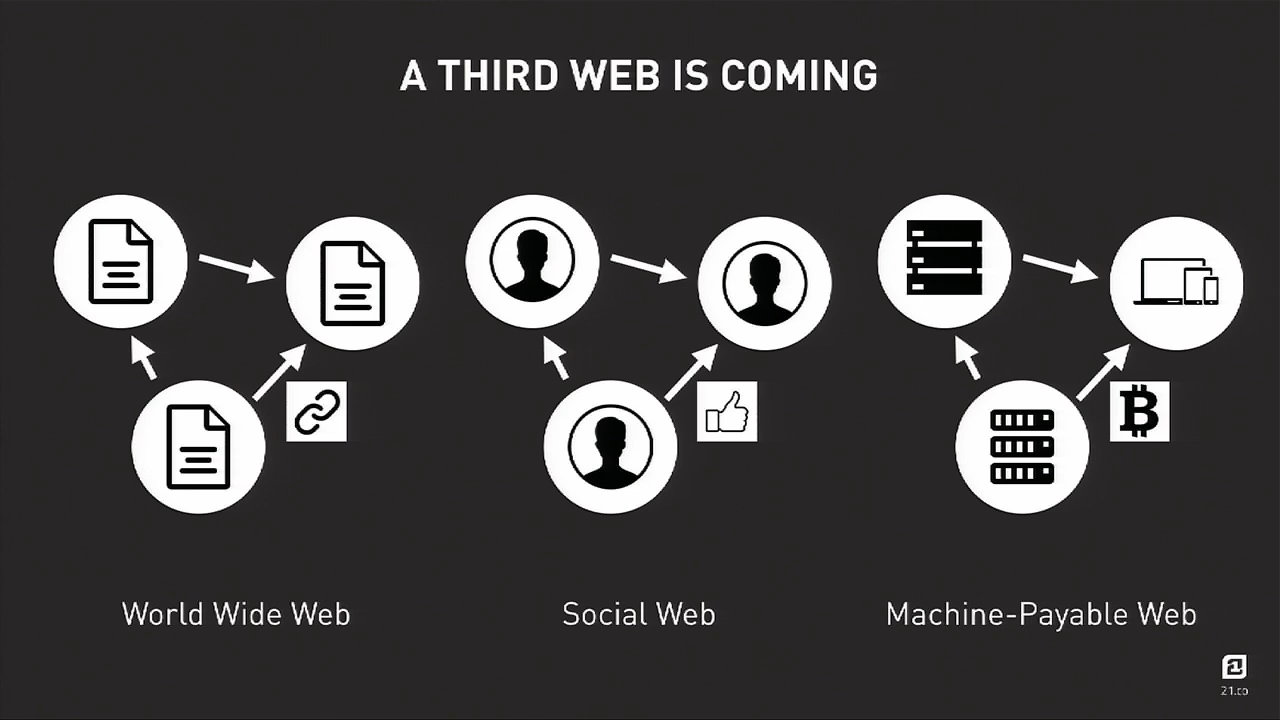 A THIRD WEB IS COMING
World Wide Web
Social Web
Machine-Payable Web
21.co